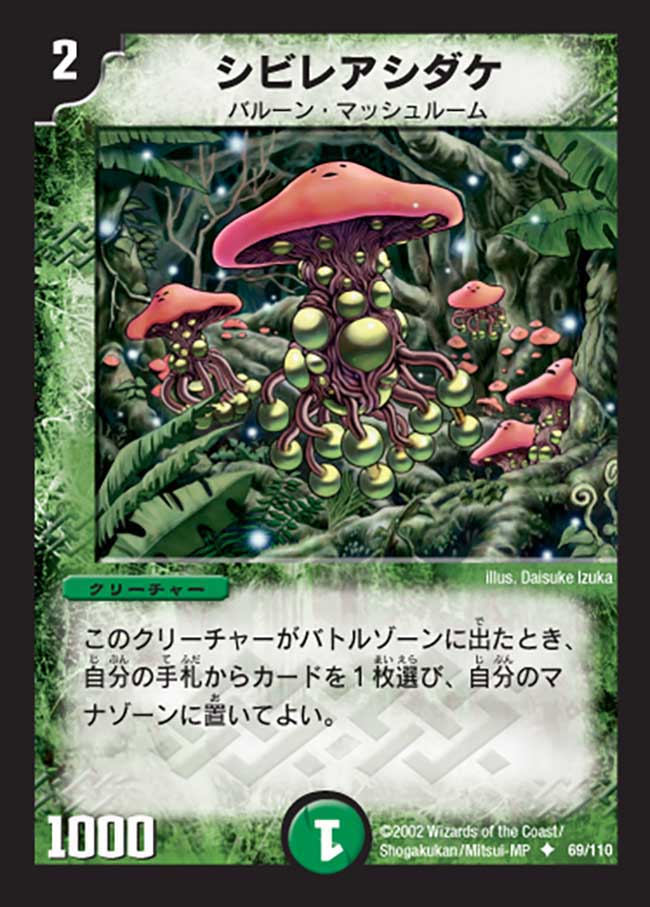 2
シビレアシダケ
バルーン・マッシュルーム
illus. Daisuke Izuka
クリーチャー
このクリーチャーがバトルゾーンに出たとき、
自分の手札からカードを1枚選び、自分のマ
ナゾーンに置いてよい。
1000
1
©2002 Wizards of the Coast/
Shogakukan/Mitsui-MP ♦ 69/110